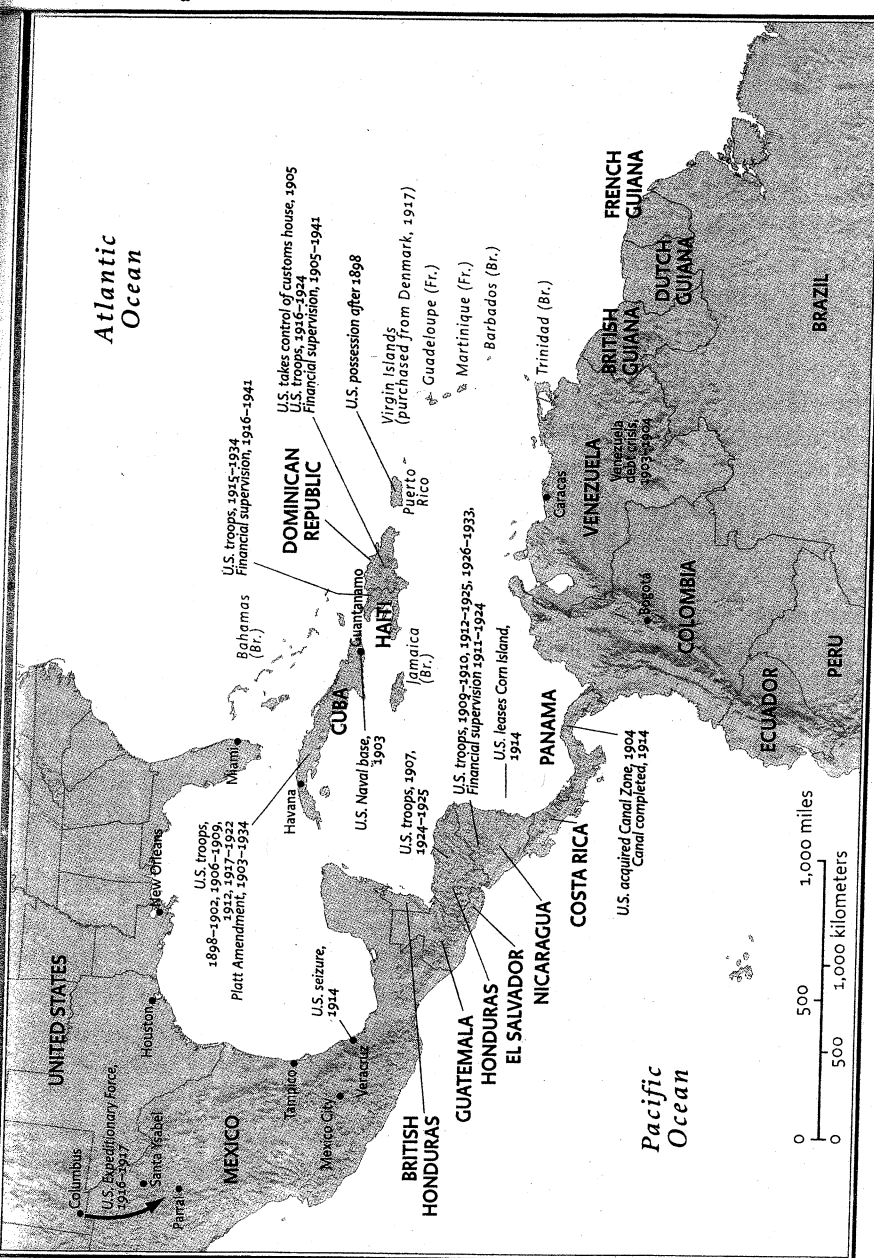 Atlantic
Ocean
UNITED STATES
Columbus
U.S. Expeditionary Force,
1916–1917
Santa Ysabel
Parral
MEXICO
Houston
New Orleans
Miami
Tampico
Mexico City
Veracruz
U.S. seizure,
1914
U.S. troops,
1898–1902, 1906–1909,
1912, 1917–1922
Platt Amendment, 1903–1934
Havana
CUBA
Bahamas
(Br.)
U.S. troops, 1915–1934
Financial supervision, 1916–1941
DOMINICAN
REPUBLIC
U.S. takes control of customs house, 1905
U.S. troops, 1916–1924
Financial supervision, 1905–1941
U.S. possession after 1898
Guantanamo
HAITI
Puerto
Rico
Virgin Islands
(purchased from Denmark, 1917)
Guadeloupe (Fr.)
Martinique (Fr.)
Barbados (Br.)
Trinidad (Br.)
U.S. Naval base,
1903
Jamaica
(Br.)
U.S. troops, 1907,
1924–1925
U.S. troops, 1909–1910, 1912–1925, 1926–1933,
Financial supervision 1911–1924
U.S. leases Corn Island,
1914
BRITISH
HONDURAS
GUATEMALA
HONDURAS
EL SALVADOR
NICARAGUA
COSTA RICA
PANAMA
U.S. acquired Canal Zone, 1904
Canal completed, 1914
Caracas
VENEZUELA
Venezuela
debt crisis,
Bogotá
COLOMBIA
ECUADOR
PERU
BRITISH
GUIANA
DUTCH
GUIANA
FRENCH
GUIANA
BRAZIL
Pacific
Ocean
0 500 1,000 miles
0 500 1,000 kilometers